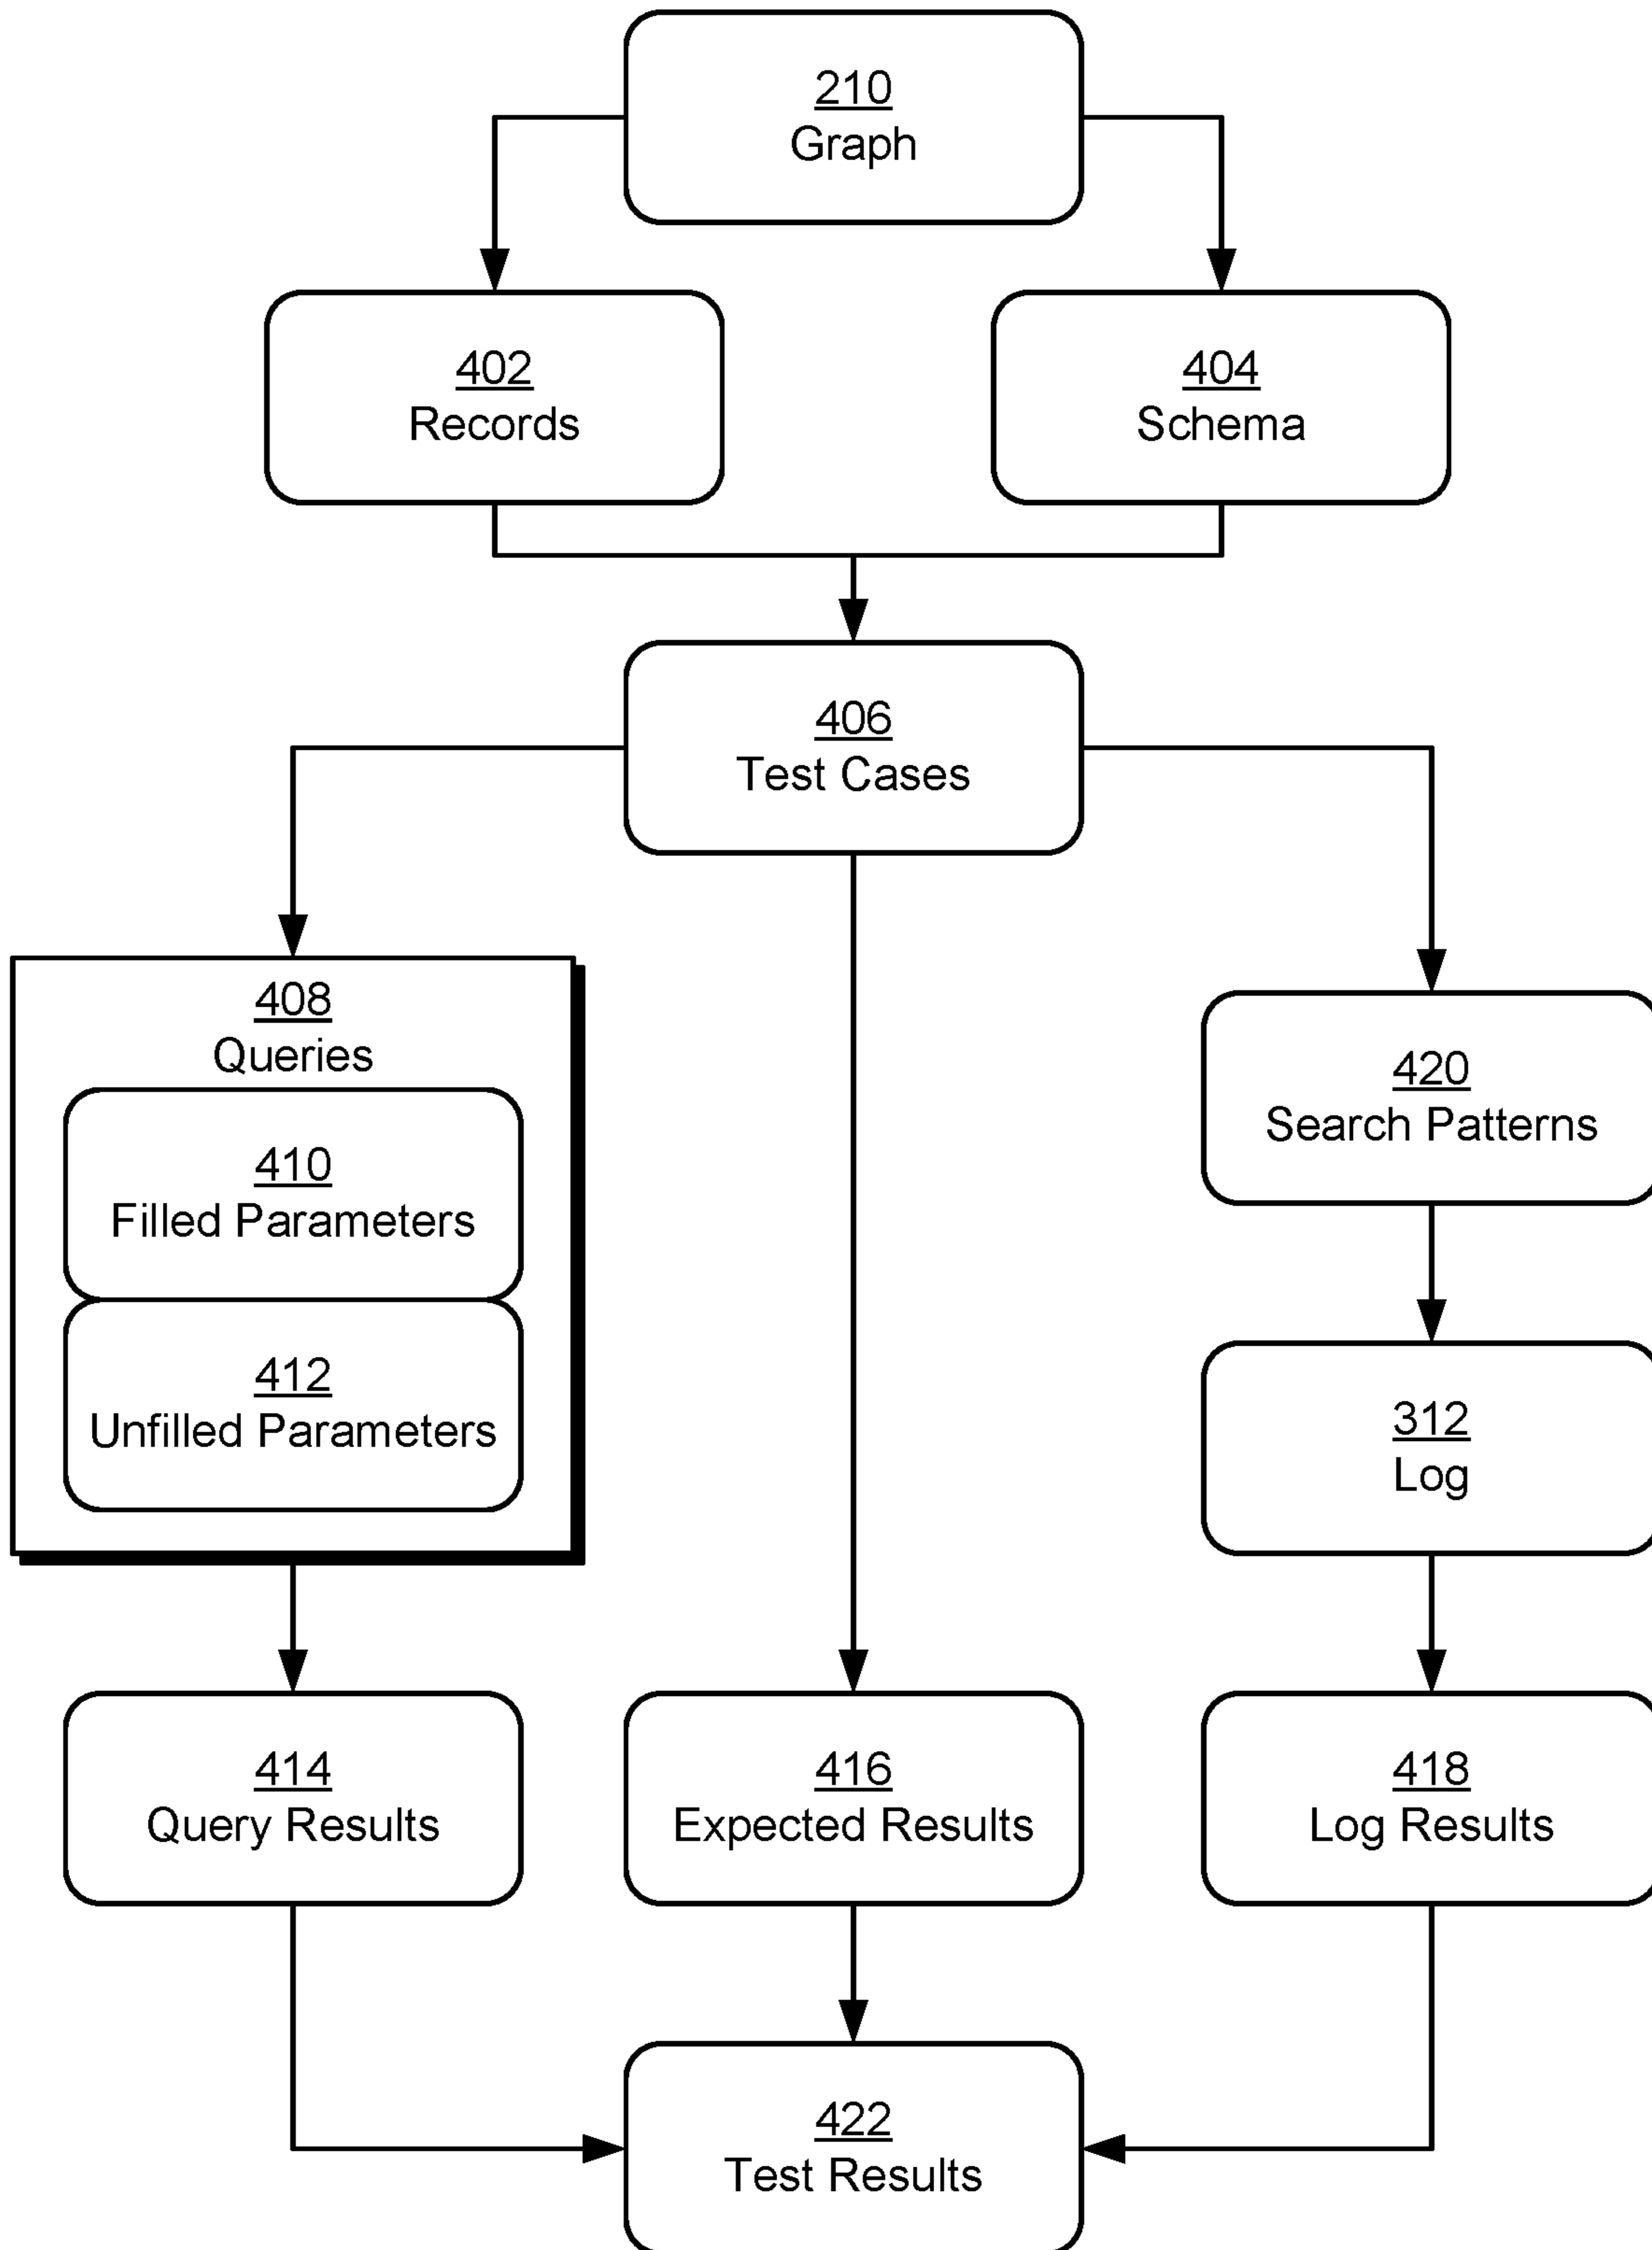 210
Graph
402
Records
404
Schema
406
Test Cases
408
Queries
410
Filled Parameters
412
Unfilled Parameters
420
Search Patterns
312
Log
414
Query Results
416
Expected Results
418
Log Results
422
Test Results